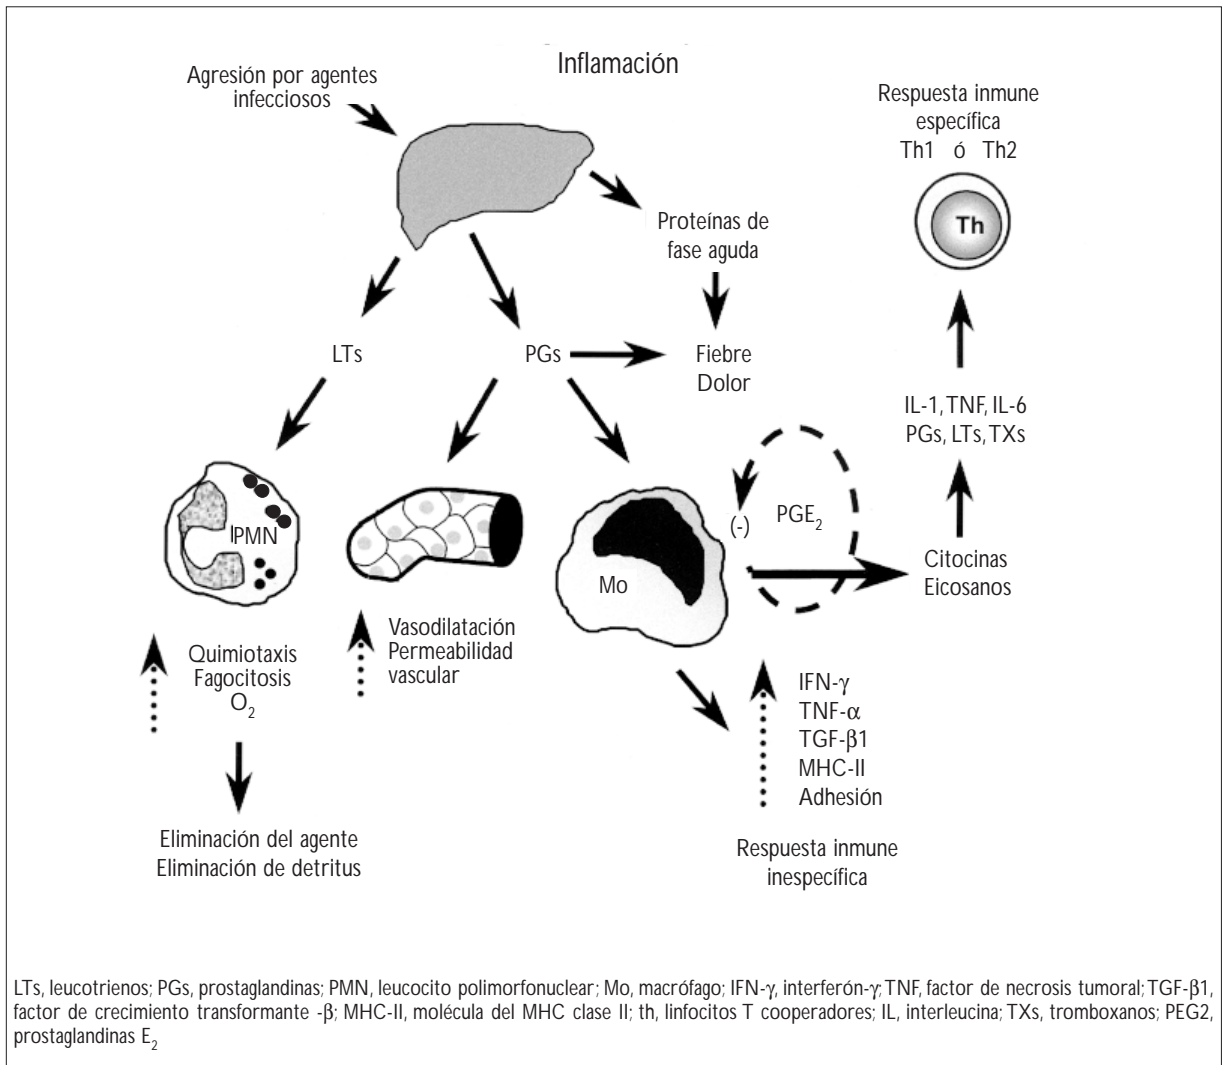 Inflamación
Agresión por agentes
infecciosos
Respuesta inmune
específica
Th1 ó Th2
Th
Proteínas de
fase aguda
LTs
PGs
Fiebre
Dolor
IL-1, TNF, IL-6
PGs, LTs, TXs
PMN
(-)
PGE2
Mo
Citocinas
Eicosanos
Quimiotaxis
Fagocitosis
O2
Vasodilatación
Permeabilidad
vascular
IFN-γ
TNF-α
TGF-β1
MHC-II
Adhesión
Eliminación del agente
Eliminación de detritus
Respuesta inmune
inespecífica
LTs, leucotrienos; PGs, prostaglandinas; PMN, leucocito polimorfonuclear; Mo, macrófago; IFN-γ, interferón-γ; TNF, factor de necrosis tumoral; TGF-β1,
factor de crecimiento transformante -β; MHC-II, molécula del MHC clase II; th, linfocitos T cooperadores; IL, interleucina; TXs, tromboxanos; PEG2,
prostaglandinas E2